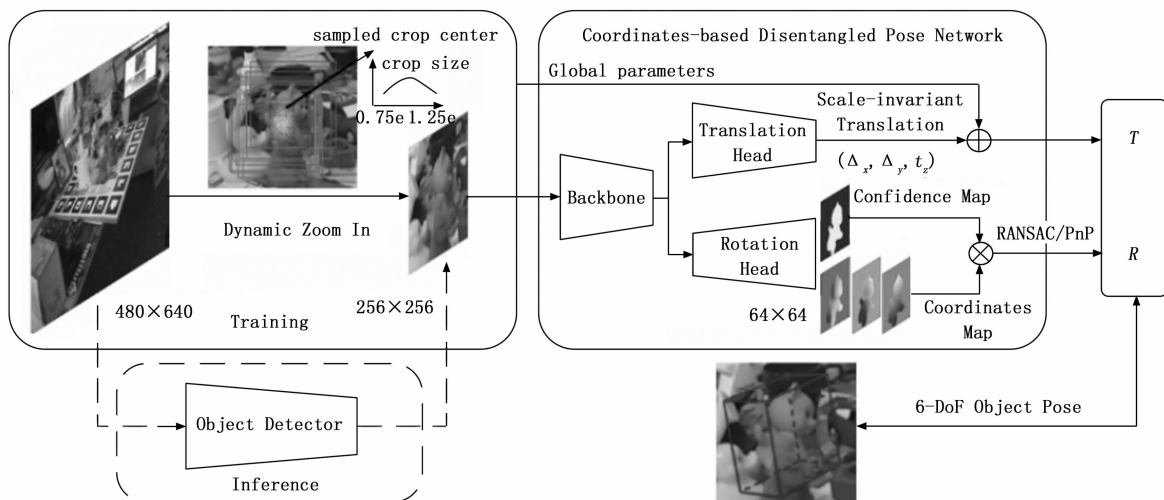 sampled crop center
crop size
0.75e 1.25e
Dynamic Zoom In
480×640
256×256
Training
Object Detector
Inference
Coordinates-based Disentangled Pose Network
Global parameters
Backbone
Translation
Head
Scale-invariant
Translation
(Δx, Δy, tz)
Rotation
Head
Confidence Map
64×64
Coordinates
Map
RANSAC/PnP
T
R
6-DoF Object Pose